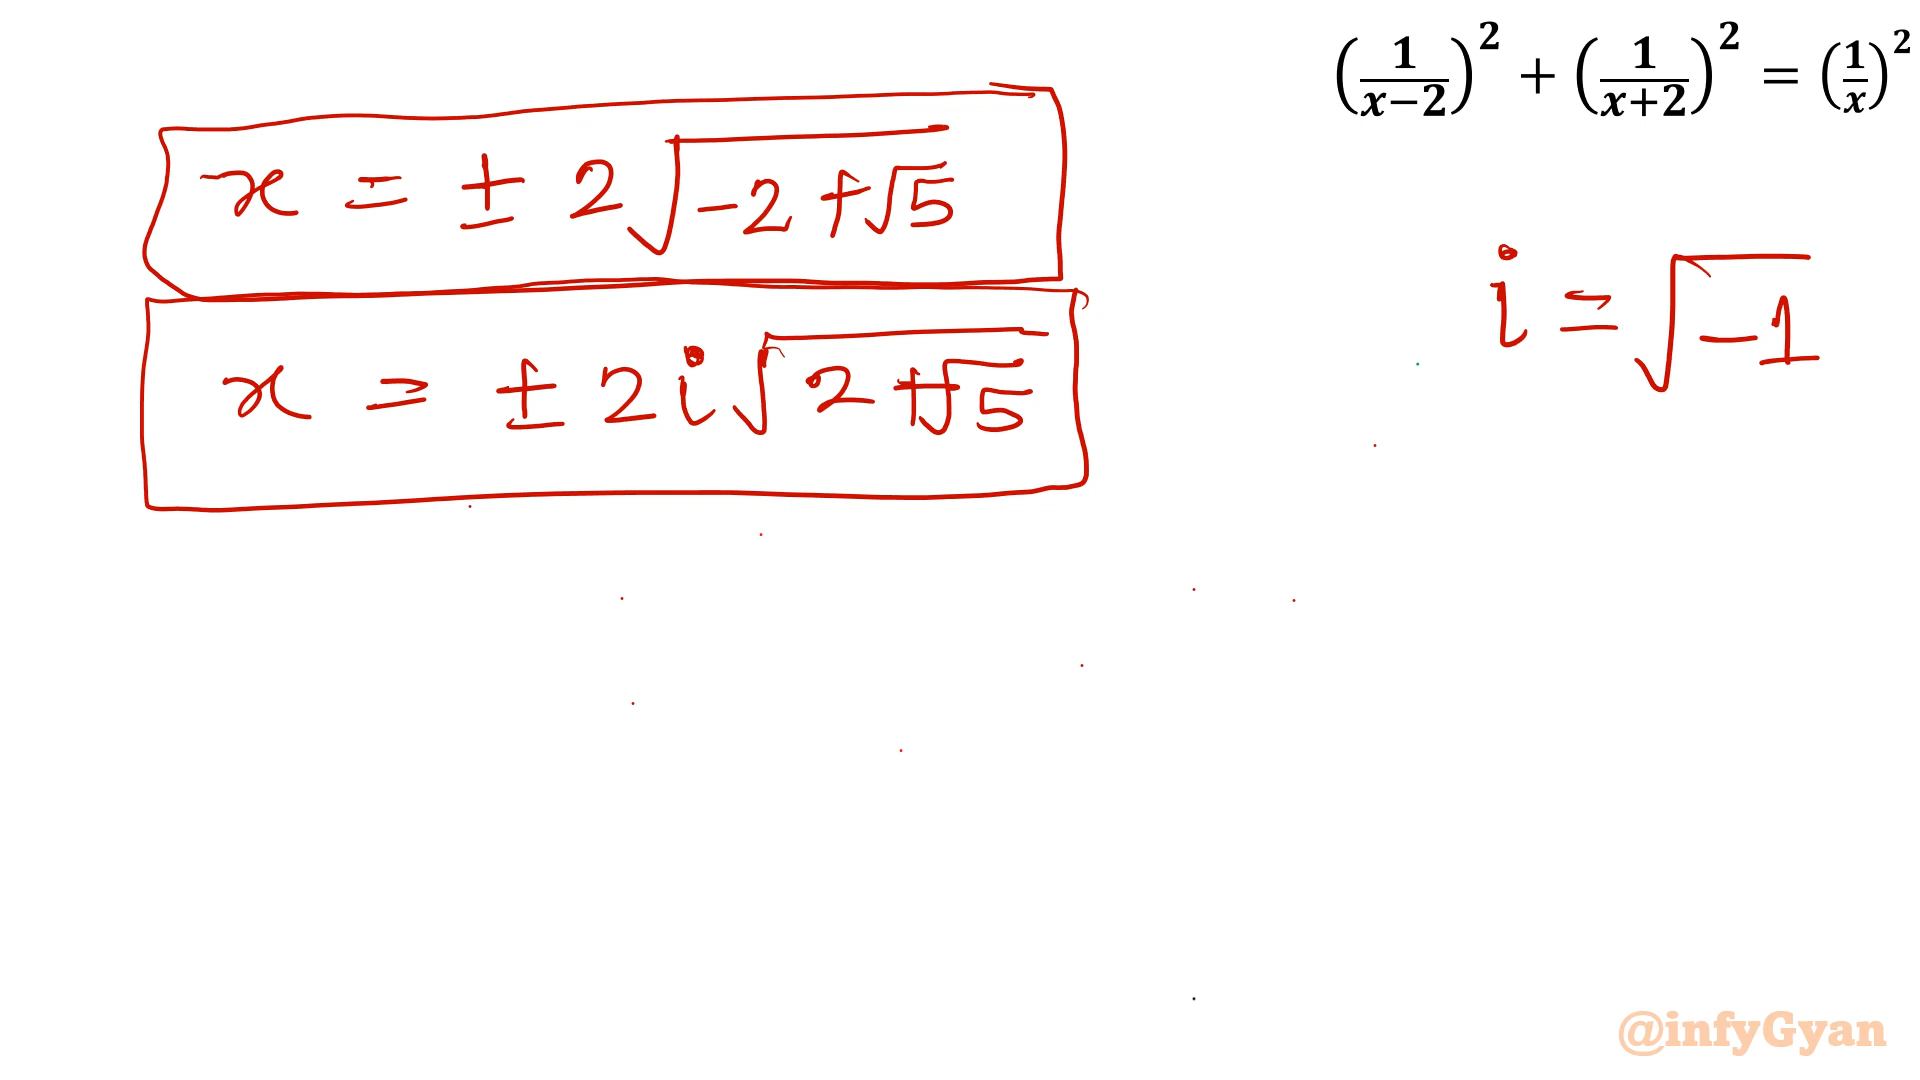 (1/(x−2))² + (1/(x+2))² = (1/x)²
x = ± 2√(-2+√5)
x = ± 2i√(2+√5)
i = √-1
@infyGyan